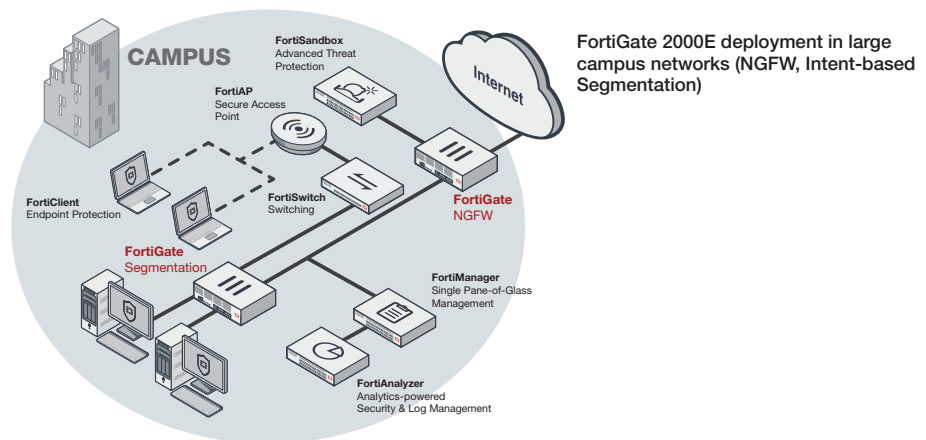 CAMPUS
FortiSandbox
Advanced Threat
Protection
Internet
FortiGate 2000E deployment in large
campus networks (NGFW, Intent-based
Segmentation)
FortiAP
Secure Access
Point
FortiClient
Endpoint Protection
FortiSwitch
Switching
FortiGate
NGFW
FortiGate
Segmentation
FortiManager
Single Pane-of-Glass
Management
FortiAnalyzer
Analytics-powered
Security & Log Management